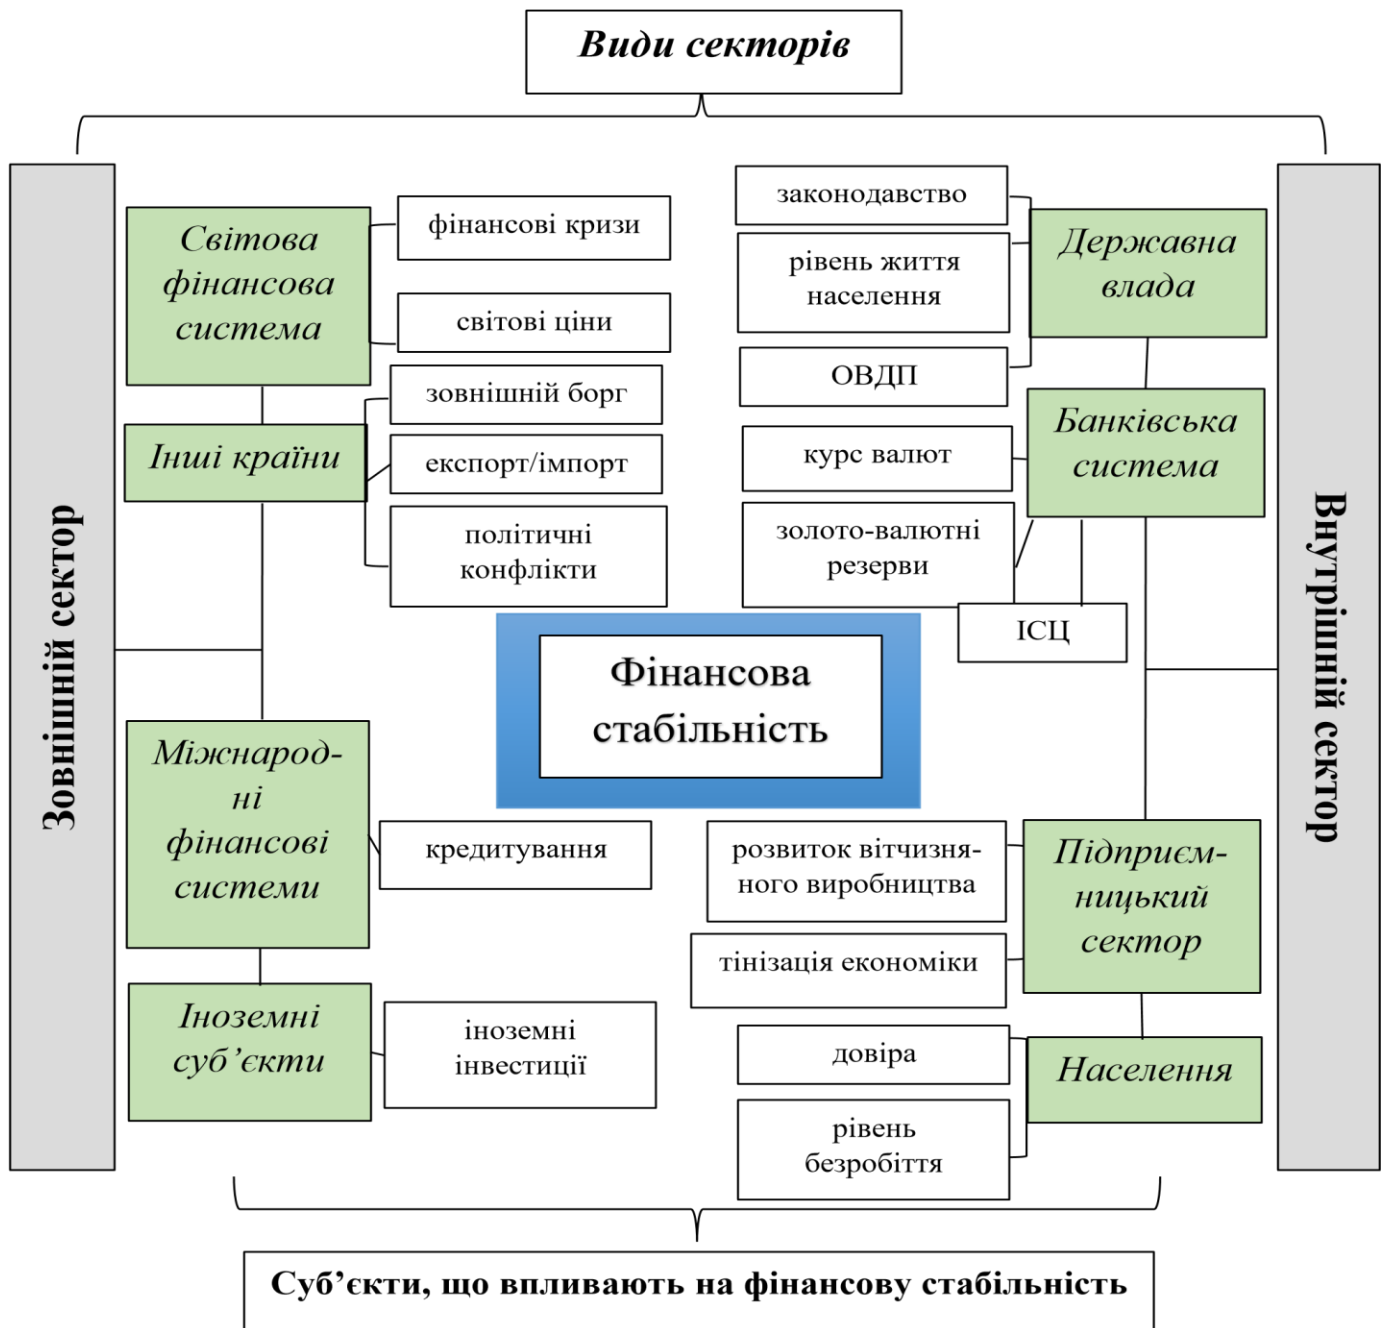 Види секторів
Зовнішній сектор
Світова
фінансова
система
фінансові кризи
світові ціни
Інші країни
зовнішній борг
експорт/імпорт
політичні
конфлікти
Міжнарод-
ні
фінансові
системи
кредитування
Іноземні
суб’єкти
іноземні
інвестиції
Фінансова
стабільність
законодавство
рівень життя
населення
ОВДП
Державна
влада
курс валют
золото-валютні
резерви
ІСЦ
Банківська
система
розвиток вітчизня-
ного виробництва
тінізація економіки
Підприєм-
ницький
сектор
довіра
рівень
безробіття
Населення
Внутрішній сектор
Суб’єкти, що впливають на фінансову стабільність